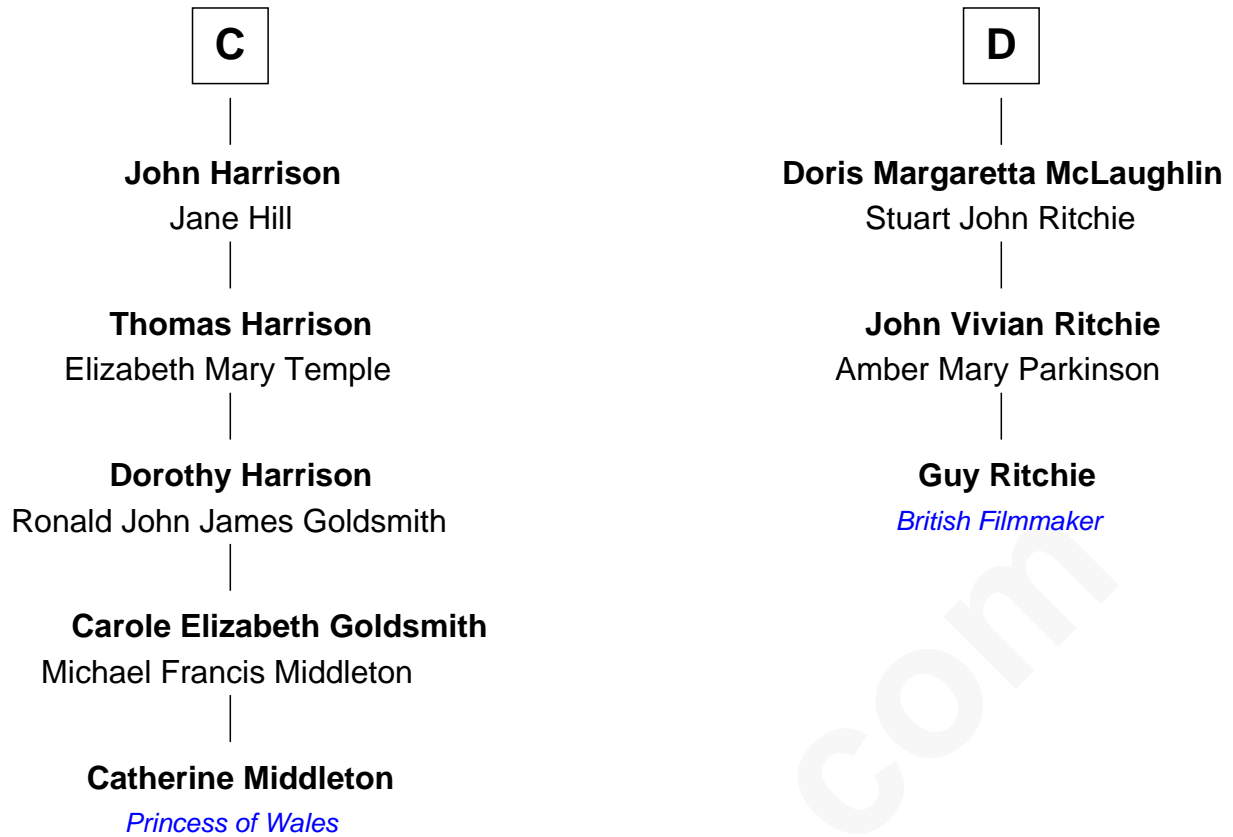 C
John Harrison
Jane Hill
Thomas Harrison
Elizabeth Mary Temple
Dorothy Harrison
Ronald John James Goldsmith
Carole Elizabeth Goldsmith
Michael Francis Middleton
Catherine Middleton
Princess of Wales
D
Doris Margaretta McLaughlin
Stuart John Ritchie
John Vivian Ritchie
Amber Mary Parkinson
Guy Ritchie
British Filmmaker
com